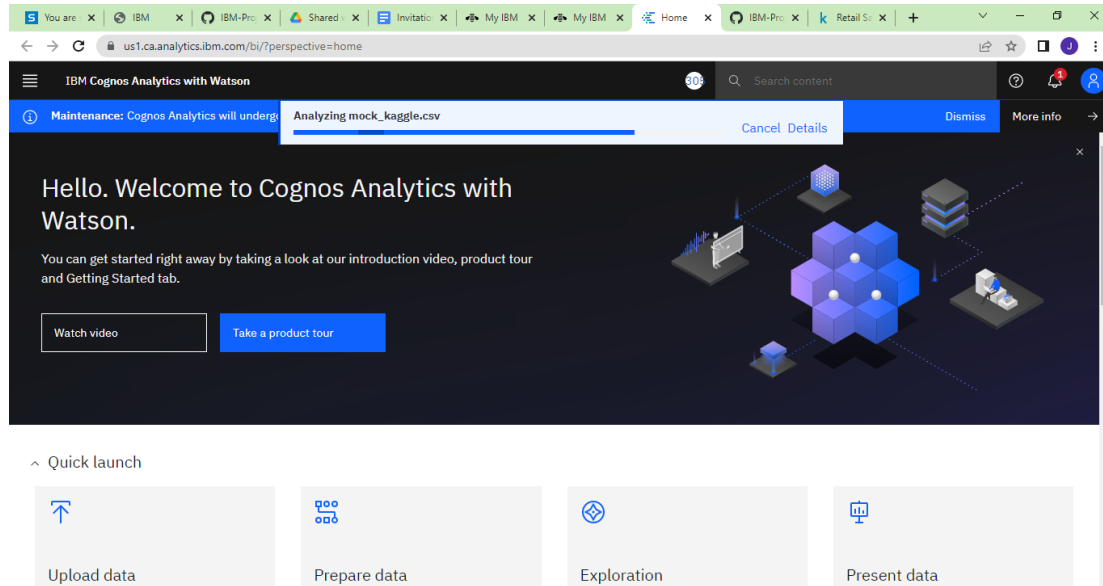 You are
IBM
IBM-Proj
Shared
Invitatio
My IBM
My IBM
Home
IBM-Pro
Retail Sa
us1.ca.analytics.ibm.com/bi/?perspective=home
J
IBM Cognos Analytics with Watson
Search content
1
Maintenance: Cognos Analytics will undergo
Analyzing mock_kaggle.csv
Cancel Details
Dismiss
More info
Hello. Welcome to Cognos Analytics with
Watson.
You can get started right away by taking a look at our introduction video, product tour
and Getting Started tab.
Watch video
Take a product tour
Quick launch
Upload data
Prepare data
Exploration
Present data